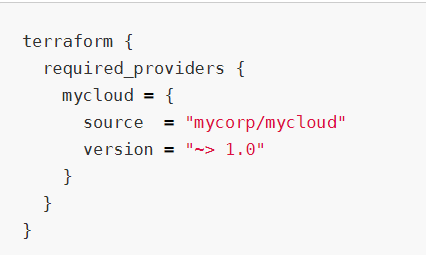 terraform {
  required_providers {
    mycloud = {
      source  = "mycorp/mycloud"
      version = "~> 1.0"
    }
  }
}